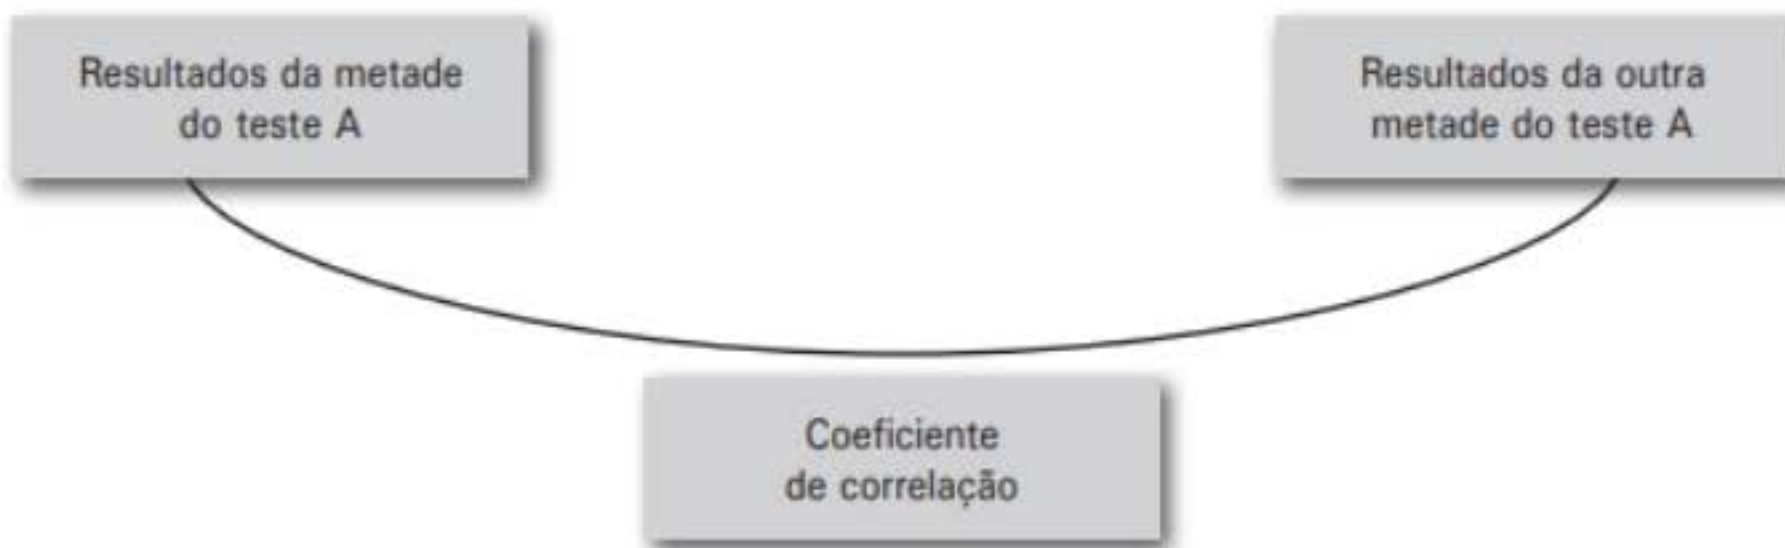 Resultados da metade
do teste A
Resultados da outra
metade do teste A
Coeficiente
de correlação